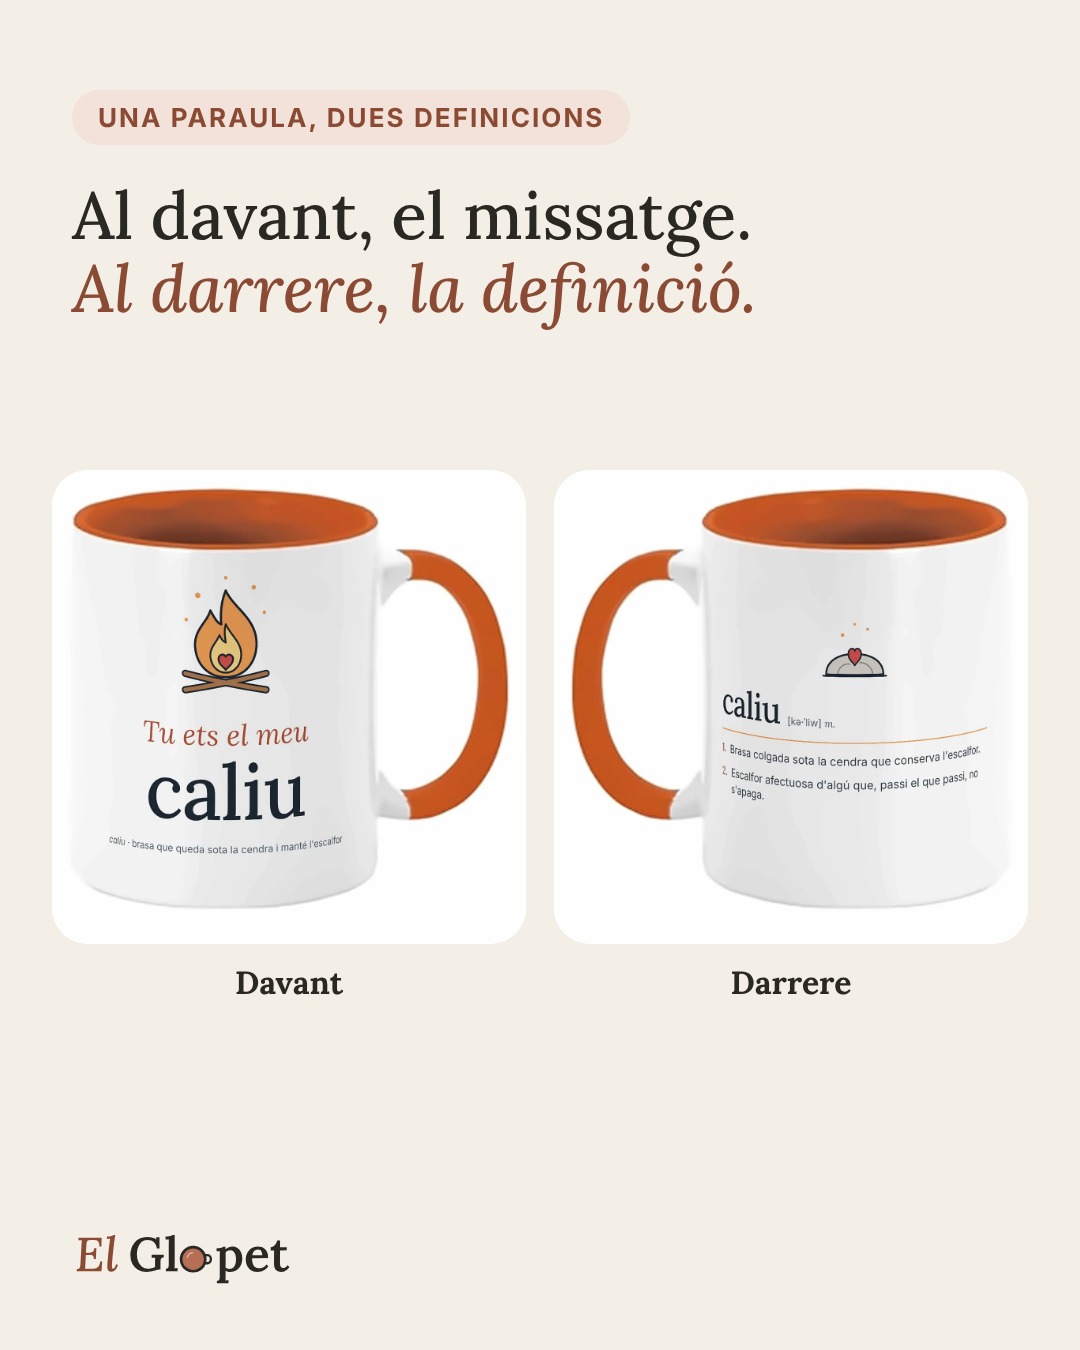 UNA PARAULA, DUES DEFINICIONS
Al davant, el missatge.
Al darrere, la definició.
Tu ets el meu
caliu
caliu · brasa que queda sota la cendra i manté l'escalfor
caliu [kə·ˈliw] m.
1. Brasa colgada sota la cendra que conserva l'escalfor.
2. Escalfor afectuosa d'algú que, passi el que passi, no
s'apaga.
Davant
Darrere
El Glopet